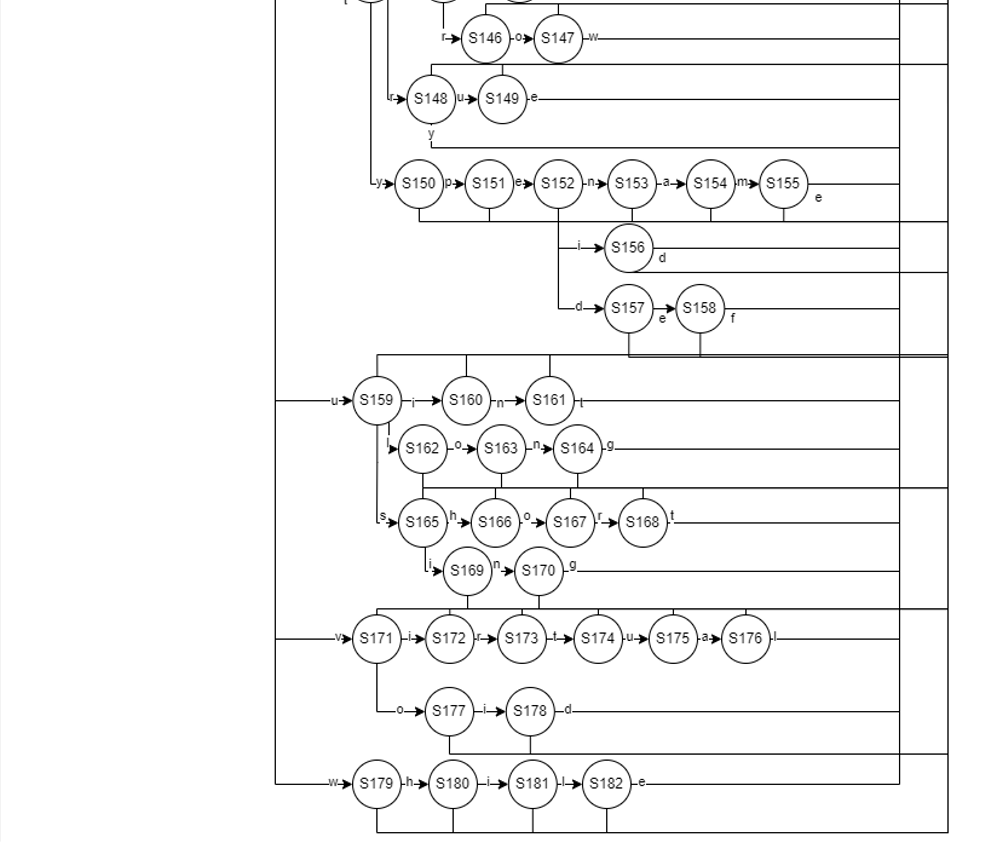 r S146 o S147 w
r S148 u S149 e
y
y S150 p S151 e S152 n S153 a S154 m S155 e
i S156 d
d S157 e S158 f
u S159 i S160 n S161 t
l S162 o S163 n S164 g
s S165 h S166 o S167 r S168 t
i S169 n S170 g
v S171 i S172 r S173 t S174 u S175 a S176 l
o S177 i S178 d
w S179 h S180 i S181 l S182 e